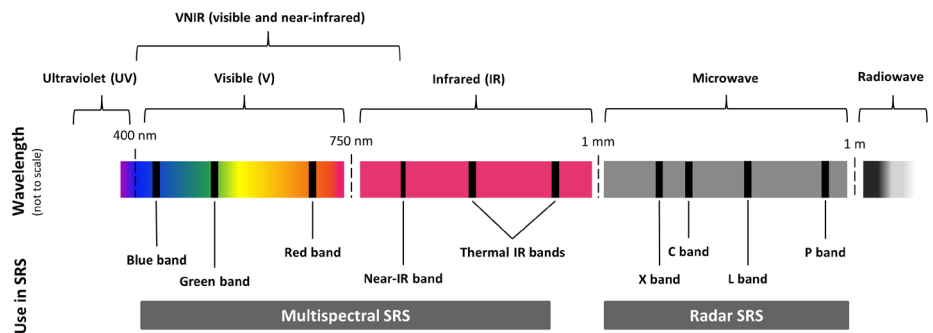 VNIR (visible and near-infrared)
Ultraviolet (UV)
Visible (V)
Infrared (IR)
Microwave
Radiowave
Wavelength
(not to scale)
400 nm
750 nm
1 mm
1 m
Blue band
Green band
Red band
Near-IR band
Thermal IR bands
X band
C band
L band
P band
Use in SRS
Multispectral SRS
Radar SRS